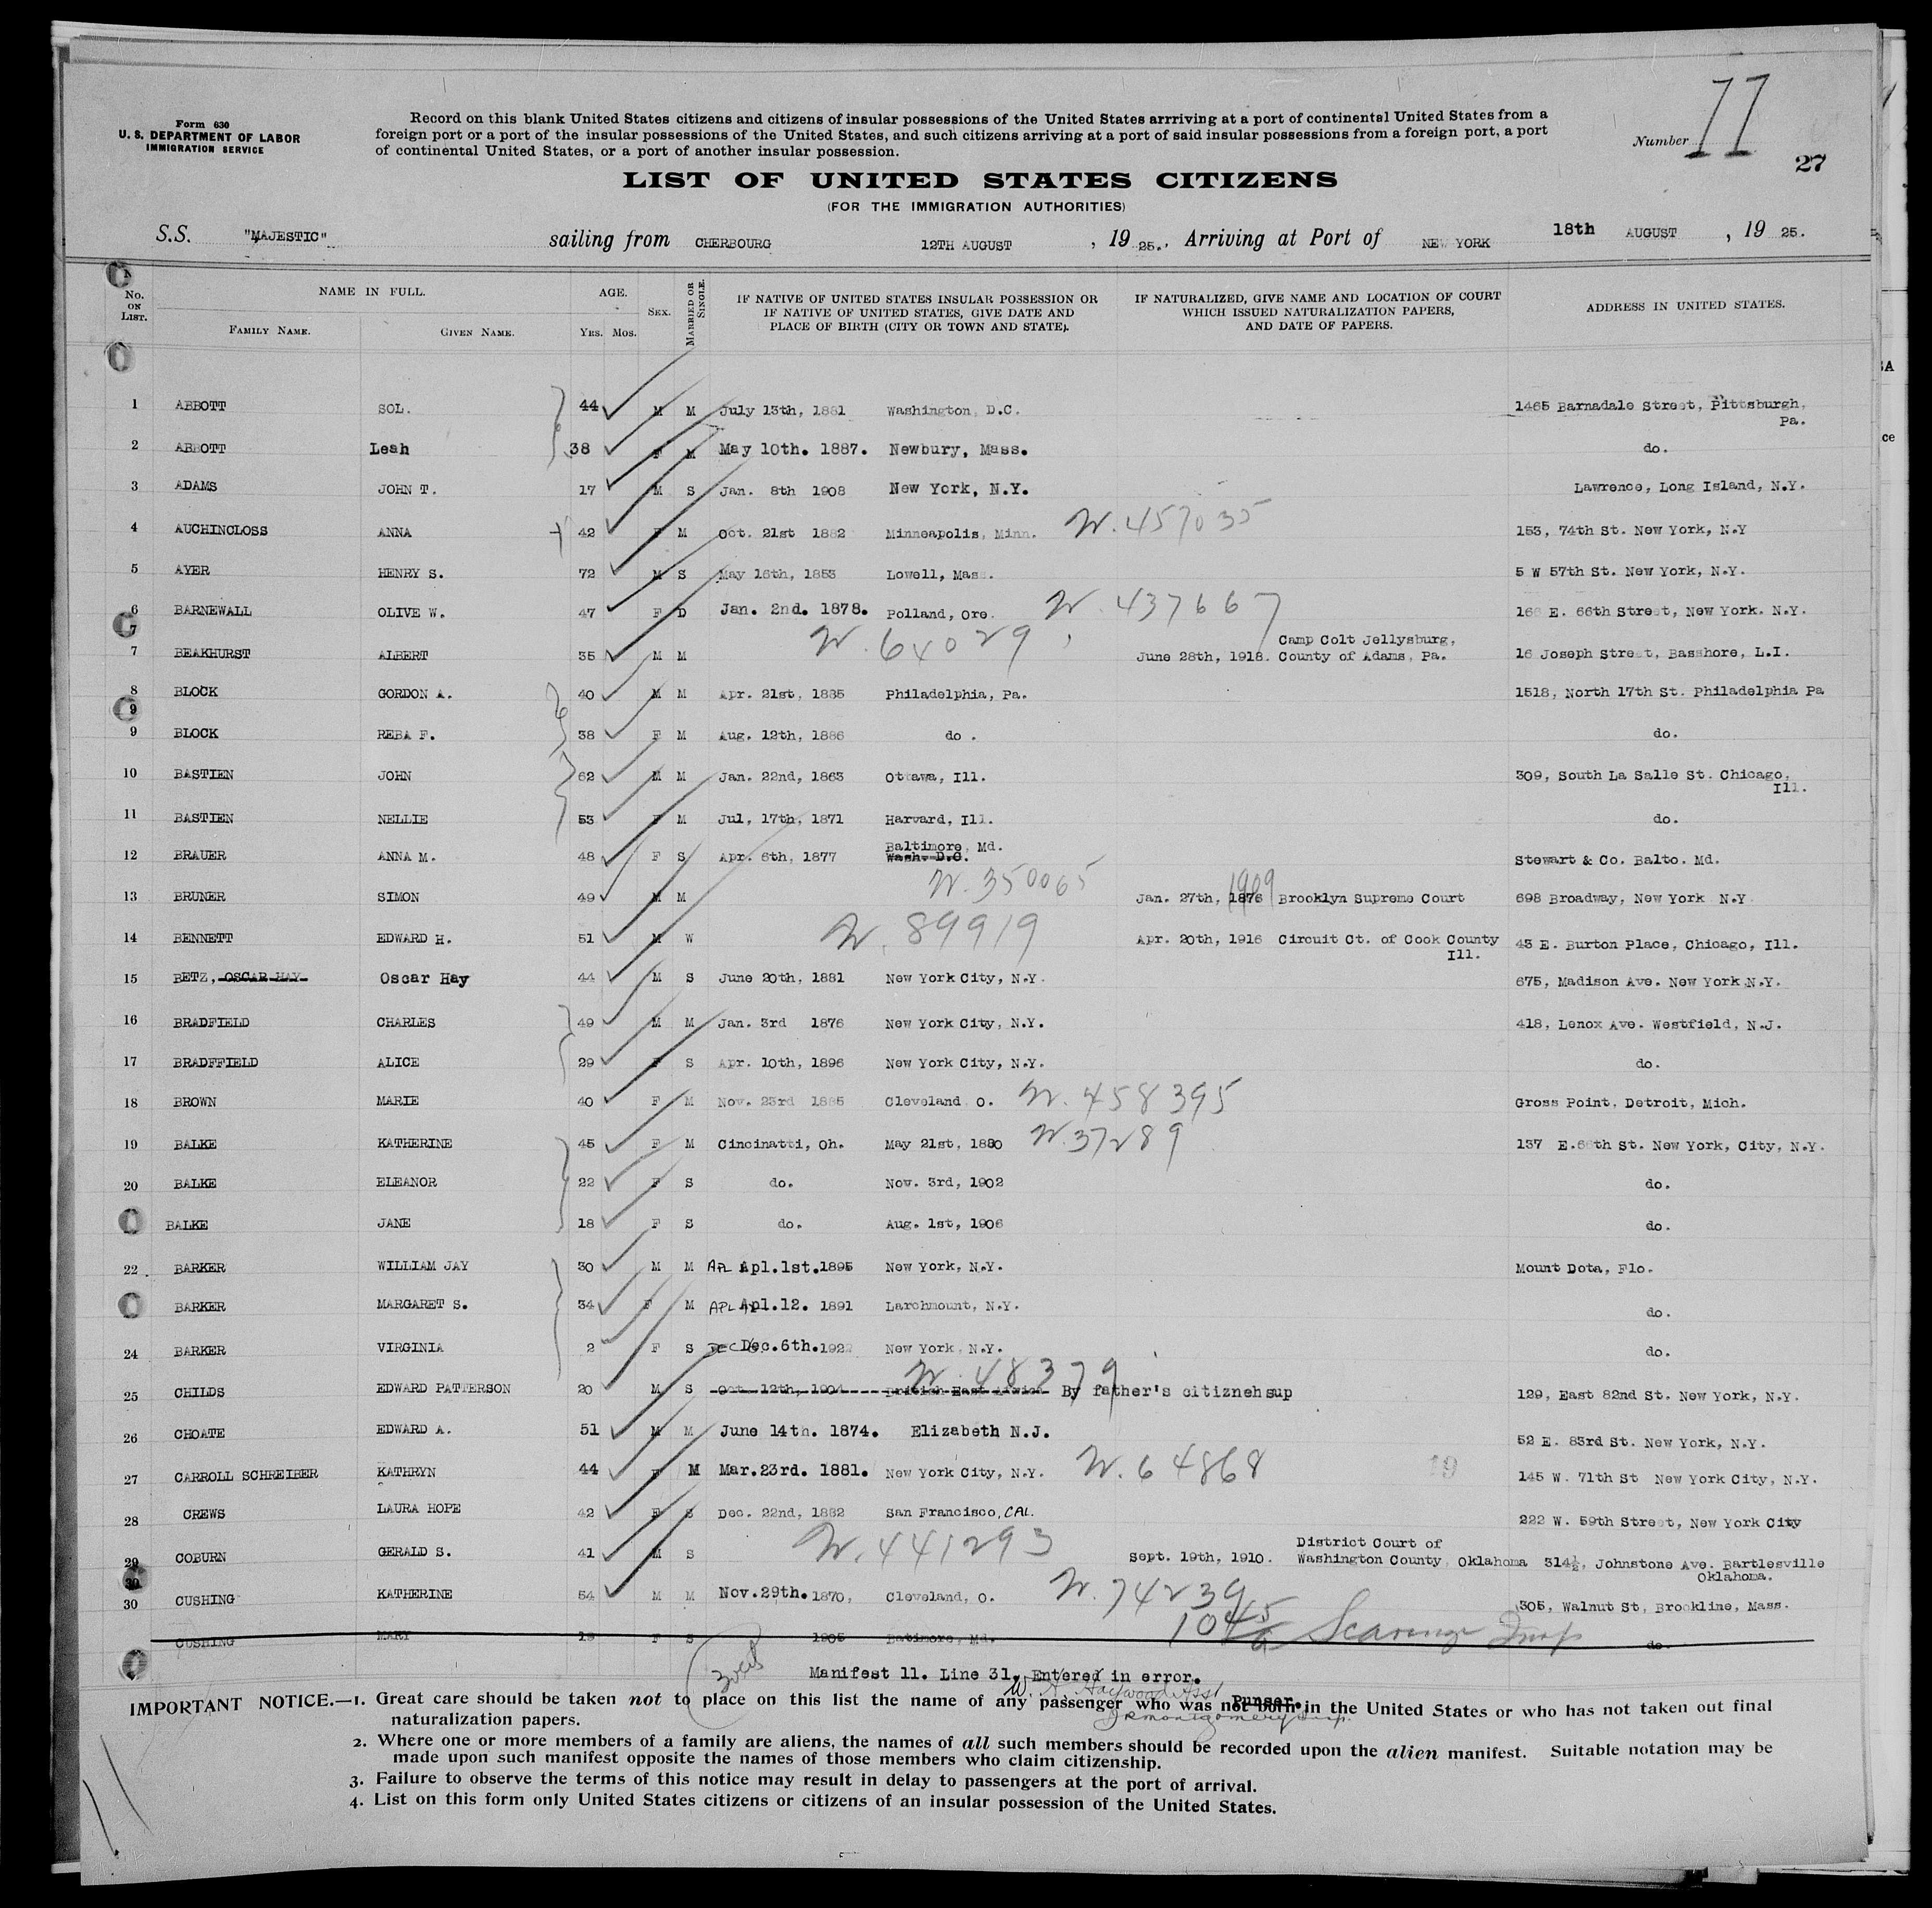 Form 630
U. S. DEPARTMENT OF LABOR
IMMIGRATION SERVICE
Record on this blank United States citizens and citizens of insular possessions of the United States arrriving at a port of continental United States from a
foreign port or a port of the insular possessions of the United States, and such citizens arriving at a port of said insular possessions from a foreign port, a port
of continental United States, or a port of another insular possession.
Number 11
27
LIST OF UNITED STATES CITIZENS
(FOR THE IMMIGRATION AUTHORITIES)
S.S. "MAJESTIC" sailing from CHERBOURG 12TH AUGUST , 19 25., Arriving at Port of NEW YORK 18th AUGUST , 19 25.
No. ON LIST. NAME IN FULL. FAMILY NAME. GIVEN NAME. AGE. YRS. MOS. SEX. MARRIED OR SINGLE. IF NATIVE OF UNITED STATES INSULAR POSSESSION OR IF NATIVE OF UNITED STATES, GIVE DATE AND PLACE OF BIRTH (CITY OR TOWN AND STATE). IF NATURALIZED, GIVE NAME AND LOCATION OF COURT WHICH ISSUED NATURALIZATION PAPERS, AND DATE OF PAPERS. ADDRESS IN UNITED STATES.
1 ABBOTT SOL. 44 M M July 13th, 1881 Washington, D.C. 1465 Barnadale Street, Pittsburgh, Pa.
2 ABBOTT Leah 38 F M May 10th. 1887. Newbury, Mass. do.
3 ADAMS JOHN T. 17 M S Jan. 8th 1908 New York, N.Y. Lawrence, Long Island, N.Y.
4 AUCHINCLOSS ANNA 42 F M Oct. 21st 1882 Minneapolis, Minn. W. 457035 153, 74th St. New York, N.Y
5 AYER HENRY S. 72 M S May 16th, 1853 Lowell, Mass. 5 W 57th St. New York, N.Y.
6 BARNEWALL OLIVE W. 47 F D Jan. 2nd. 1878. Polland, Ore. W. 437667 166 E. 66th Street, New York. N.Y.
7 BEAKHURST ALBERT 35 M M W. 64029 June 28th, 1918. Camp Colt Jellysburg, County of Adams, Pa. 16 Joseph Street, Basshore, L.I.
8 BLOCK GORDON A. 40 M M Apr. 21st, 1885 Philadelphia, Pa. 1518, North 17th St. Philadelphia Pa
9 BLOCK REBA F. 38 F M Aug. 12th, 1886 do . do.
10 BASTIEN JOHN 62 M M Jan. 22nd, 1863 Ottawa, Ill. 309, South La Salle St. Chicago, Ill.
11 BASTIEN NELLIE 53 F M Jul, 17th, 1871 Harvard, Ill. do.
12 BRAUER ANNA M. 48 F S Apr. 6th, 1877 Baltimore, Md. Wash. D.C. Stewart & Co. Balto. Md.
13 BRUNER SIMON 49 M M W. 350065 Jan. 27th, 1876 1909 Brooklyn Supreme Court 698 Broadway, New York N.Y
14 BENNETT EDWARD H. 51 M W W. 89919 Apr. 20th, 1916 Circuit Ct. of Cook County Ill. 43 E. Burton Place, Chicago, Ill.
15 BETZ, OSCAR HAY Oscar Hay 44 M S June 20th, 1881 New York City, N.Y. 675, Madison Ave. New York N.Y.
16 BRADFIELD CHARLES 49 M M Jan. 3rd 1876 New York City, N.Y. 418, Lenox Ave. Westfield, N.J.
17 BRADFFIELD ALICE 29 F S Apr. 10th, 1896 New York City, N.Y. do.
18 BROWN MARIE 40 F M Nov. 23rd 1885 Cleveland O. W. 458395 Gross Point, Detroit, Mich.
19 BALKE KATHERINE 45 F M Cincinatti, Oh. May 21st, 1880 W. 37289 137 E.66th St. New York, City, N.Y.
20 BALKE ELEANOR 22 F S do. Nov. 3rd, 1902 do.
BALKE JANE 18 F S do. Aug. 1st, 1906 do.
22 BARKER WILLIAM JAY 30 M M APL Apl.1st.1895 New York, N.Y. Mount Dota, Flo.
BARKER MARGARET S. 34 F M APL Apl.12. 1891 Larchmount, N.Y. do.
24 BARKER VIRGINIA 2 F S DEC Dec.6th.1922 New York N.Y. do.
25 CHILDS EDWARD PATTERSON 20 M S Oct 12th, 1904 British East Africa W. 48379 By father's citiznehsup 129, East 82nd St. New York, N.Y.
26 CHOATE EDWARD A. 51 M M June 14th. 1874. Elizabeth N.J. 52 E. 83rd St. New York, N.Y.
27 CARROLL SCHREIBER KATHRYN 44 F M Mar.23rd. 1881. New York City, N.Y. W. 64868 19 145 W. 71th St New York City, N.Y.
28 CREWS LAURA HOPE 42 F S Dec. 22nd, 1882 San Francisco, CAL. 222 W. 59th Street, New York City
29 COBURN GERALD S. 41 M S W. 441293 Sept. 19th, 1910. District Court of Washington County, Oklahoma 314½, Johnstone Ave. Bartlesville Oklahoma.
30 CUSHING KATHERINE 54 M M Nov.29th.1870, Cleveland, O. W. 74239 305, Walnut St, Brookline, Mass.
CUSHING MARY 19 F S 1905 Batimore, Md. do
Manifest 11. Line 31. Entered in error.
W. A. Haywood Asst Purser.
IMPORTANT NOTICE.—1. Great care should be taken not to place on this list the name of any passenger who was not born in the United States or who has not taken out final
naturalization papers.
2. Where one or more members of a family are aliens, the names of all such members should be recorded upon the alien manifest. Suitable notation may be
made upon such manifest opposite the names of those members who claim citizenship.
3. Failure to observe the terms of this notice may result in delay to passengers at the port of arrival.
4. List on this form only United States citizens or citizens of an insular possession of the United States.